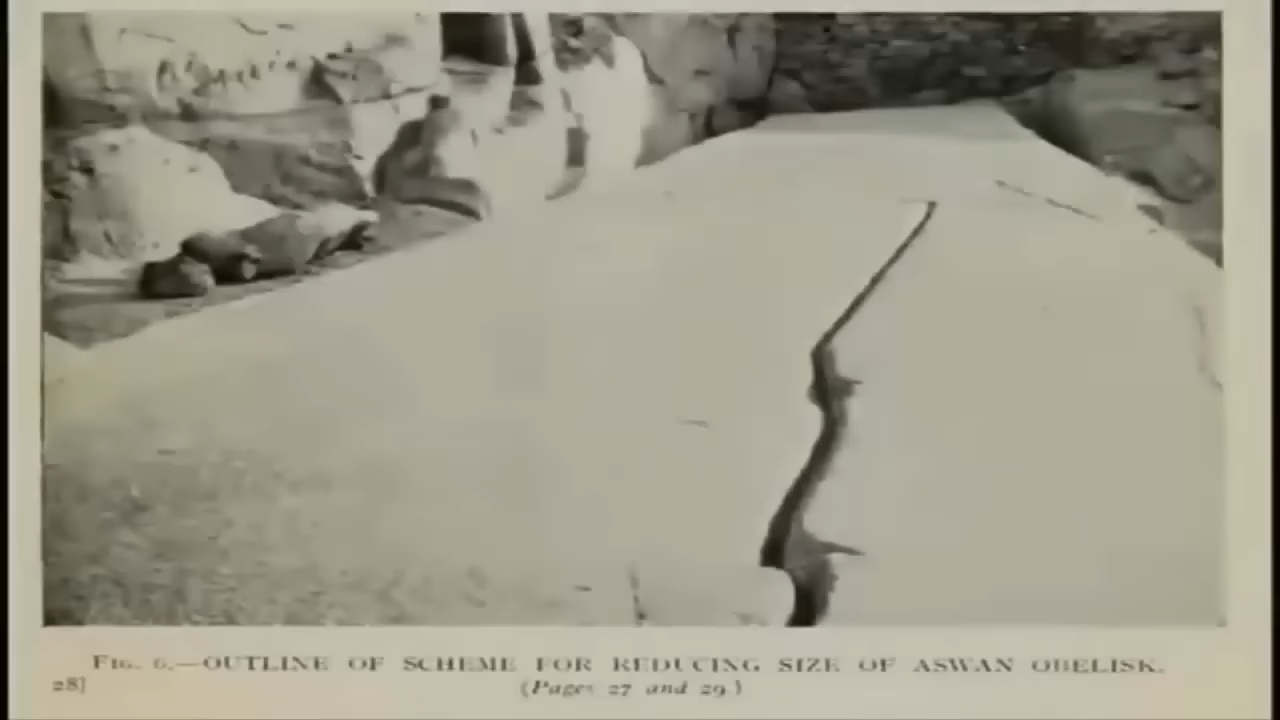 FIG. 6.—OUTLINE OF SCHEME FOR REDUCING SIZE OF ASWAN OBELISK.
28]
(Pages 27 and 29.)